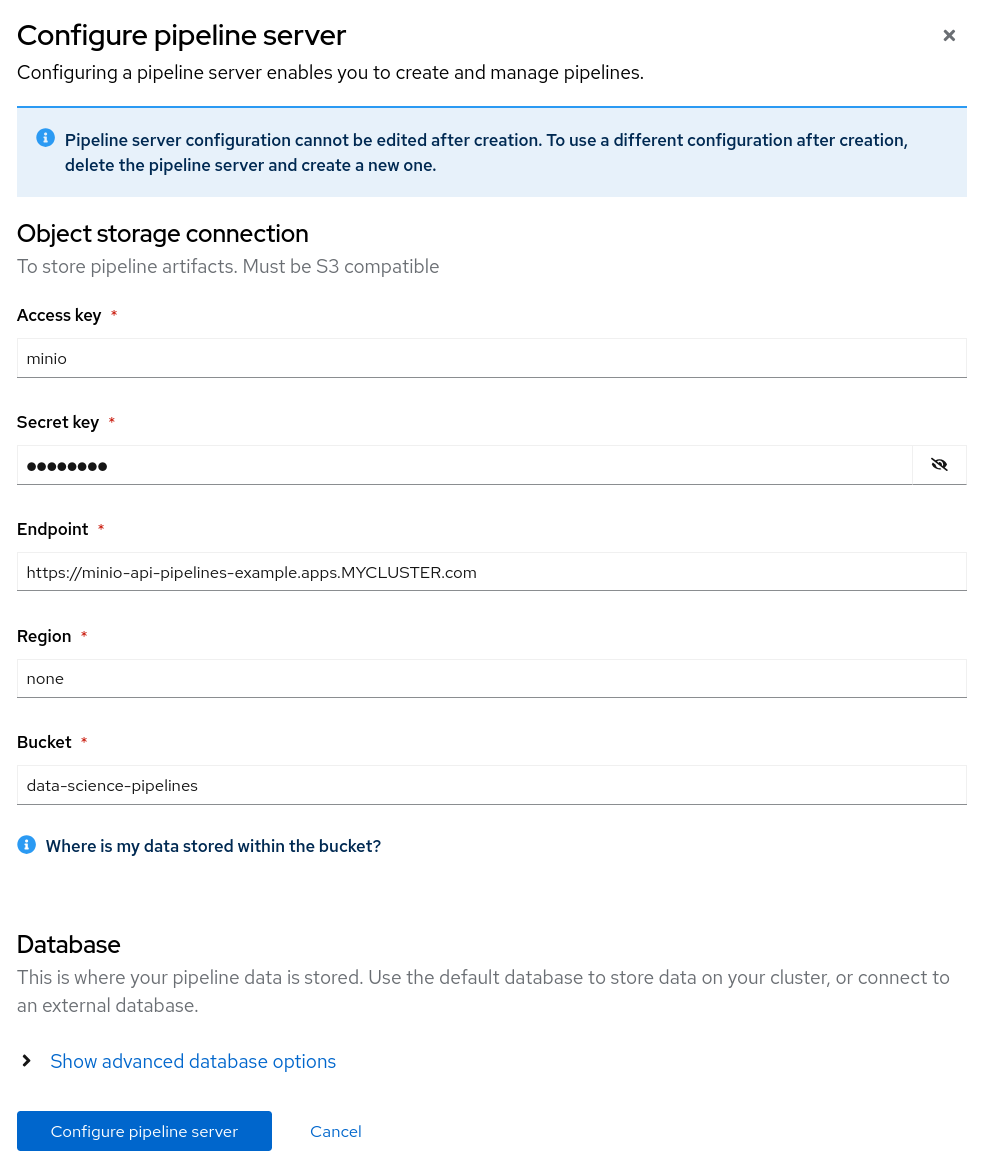 Configure pipeline server
Configuring a pipeline server enables you to create and manage pipelines.
Pipeline server configuration cannot be edited after creation. To use a different configuration after creation,
delete the pipeline server and create a new one.
Object storage connection
To store pipeline artifacts. Must be S3 compatible
Access key *
minio
Secret key *
●●●●●●●●
Endpoint *
https://minio-api-pipelines-example.apps.MYCLUSTER.com
Region *
none
Bucket *
data-science-pipelines
Where is my data stored within the bucket?
Database
This is where your pipeline data is stored. Use the default database to store data on your cluster, or connect to
an external database.
Show advanced database options
Configure pipeline server
Cancel